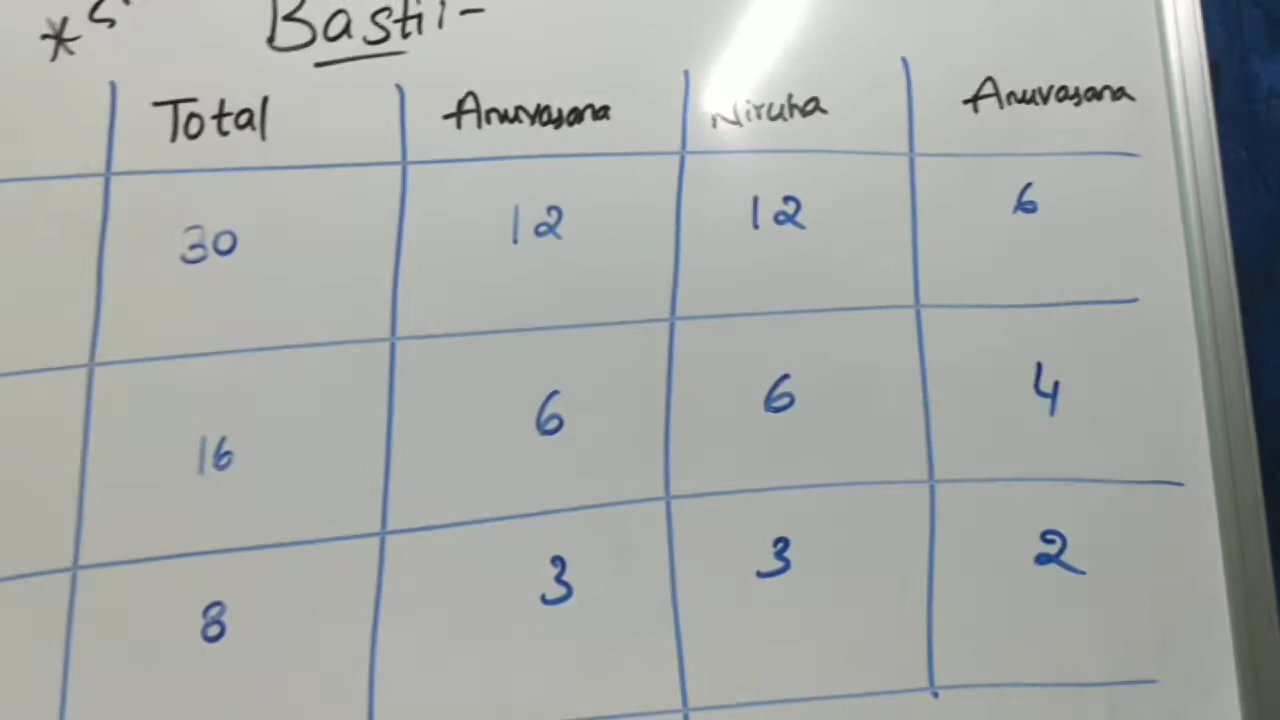 * Basti:-
Total Anuvasana Niruha Anuvasana
30 12 12 6
16 6 6 4
8 3 3 2